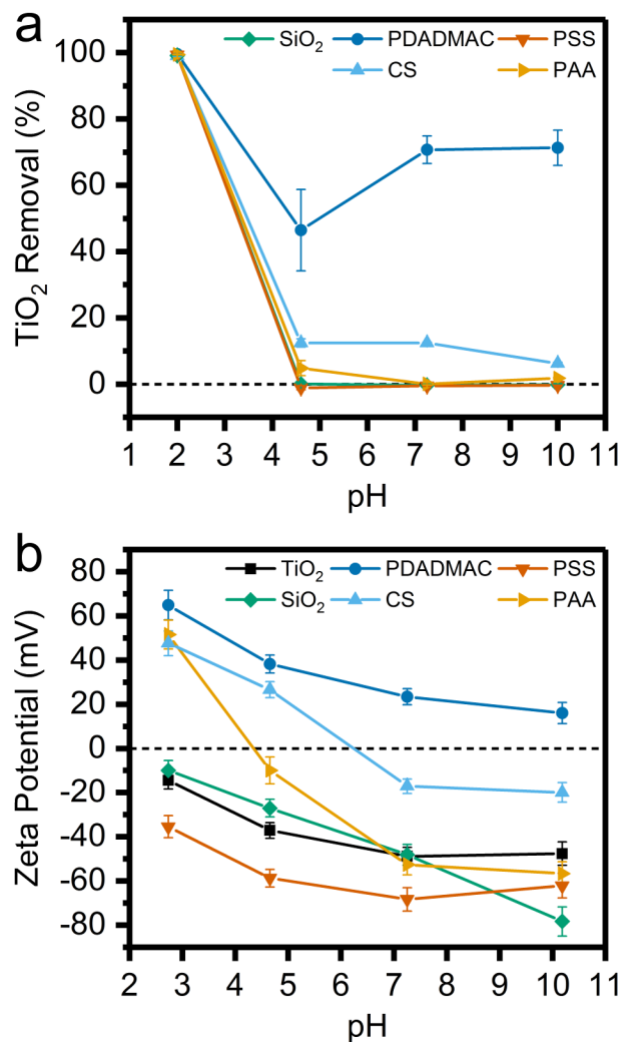 a
SiO₂ PDADMAC PSS
CS PAA
TiO₂ Removal (%)
100
80
60
40
20
0
1 2 3 4 5 6 7 8 9 10 11
pH
b
TiO₂ PDADMAC PSS
SiO₂ CS PAA
Zeta Potential (mV)
80
60
40
20
0
-20
-40
-60
-80
2 3 4 5 6 7 8 9 10 11
pH